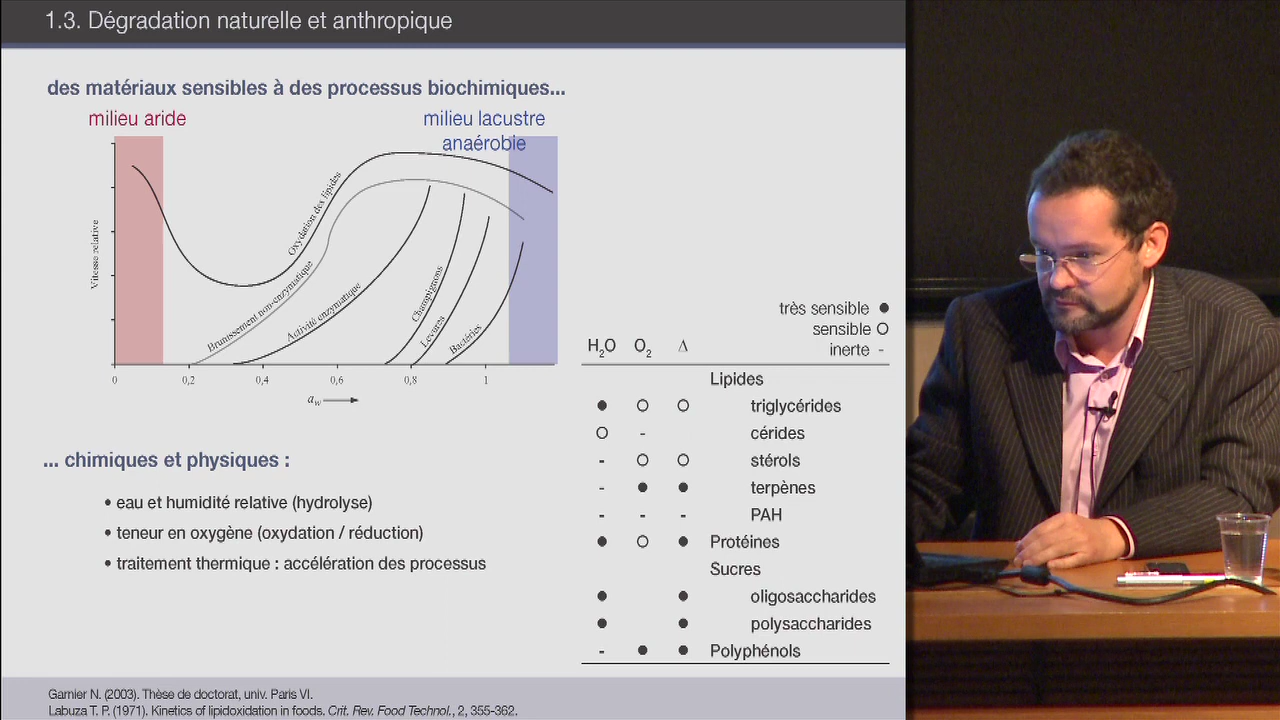 1.3. Dégradation naturelle et anthropique
des matériaux sensibles à des processus biochimiques...
milieu aride
milieu lacustre
anaérobie
Vitesse relative
Oxydation des lipides
Brunissement non-enzymatique
Activité enzymatique
Champignons
Levures
Bactéries
0 0,2 0,4 0,6 0,8 1
aw
... chimiques et physiques :
• eau et humidité relative (hydrolyse)
• teneur en oxygène (oxydation / réduction)
• traitement thermique : accélération des processus
très sensible ●
sensible O
inerte -
H2O O2 Δ
Lipides
● O O triglycérides
O - cérides
- O O stérols
- ● ● terpènes
- - - PAH
● O ● Protéines
Sucres
● ● oligosaccharides
● ● polysaccharides
- ● ● Polyphénols
Garnier N. (2003). Thèse de doctorat, univ. Paris VI.
Labuza T. P. (1971). Kinetics of lipidoxidation in foods. Crit. Rev. Food Technol., 2, 355-362.